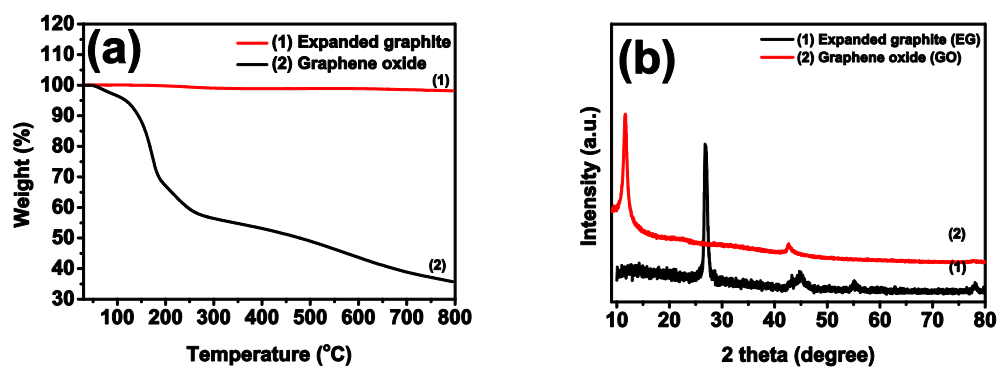 (a)
(1) Expanded graphite
(2) Graphene oxide
(1)
(2)
120
110
100
90
80
70
60
50
40
30
Weight (%)
100 200 300 400 500 600 700 800
Temperature (°C)
(b)
(1) Expanded graphite (EG)
(2) Graphene oxide (GO)
(2)
(1)
Intensity (a.u.)
10 20 30 40 50 60 70 80
2 theta (degree)